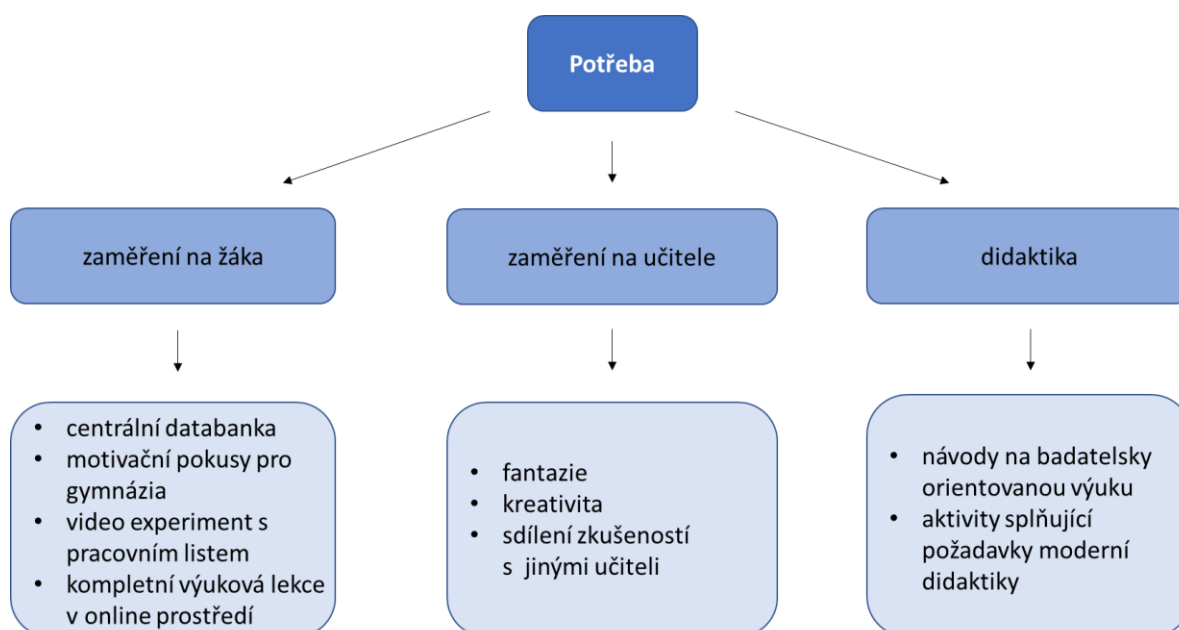 Potřeba
zaměření na žáka
zaměření na učitele
didaktika
• centrální databanka
• motivační pokusy pro
gymnázia
• video experiment s
pracovním listem
• kompletní výuková lekce
v online prostředí
• fantazie
• kreativita
• sdílení zkušeností
s jinými učiteli
• návody na badatelsky
orientovanou výuku
• aktivity splňující
požadavky moderní
didaktiky